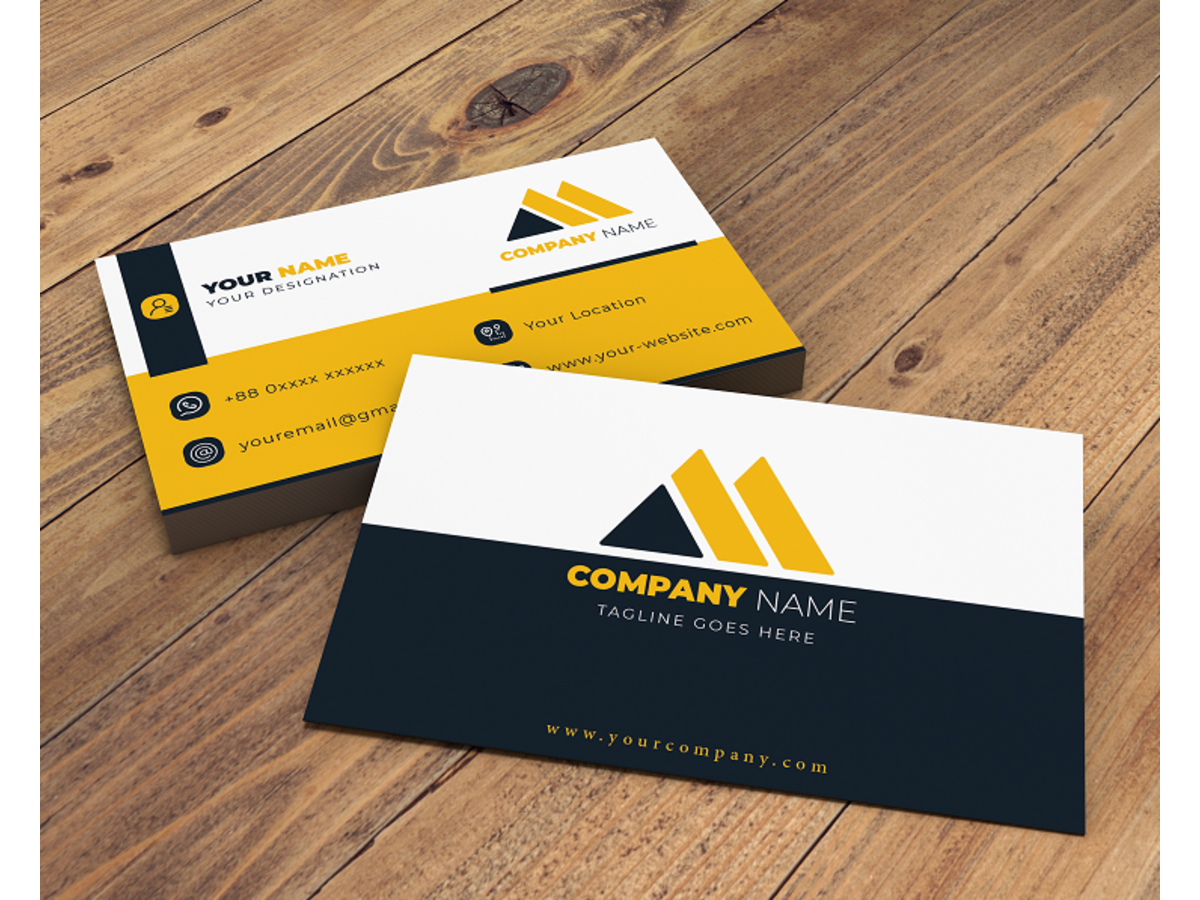 YOUR NAME
YOUR DESIGNATION
COMPANY NAME
+88 0xxxx xxxxxx
youremail@gma
Your Location
www.your-website.com
COMPANY NAME
TAGLINE GOES HERE
www.yourcompany.com